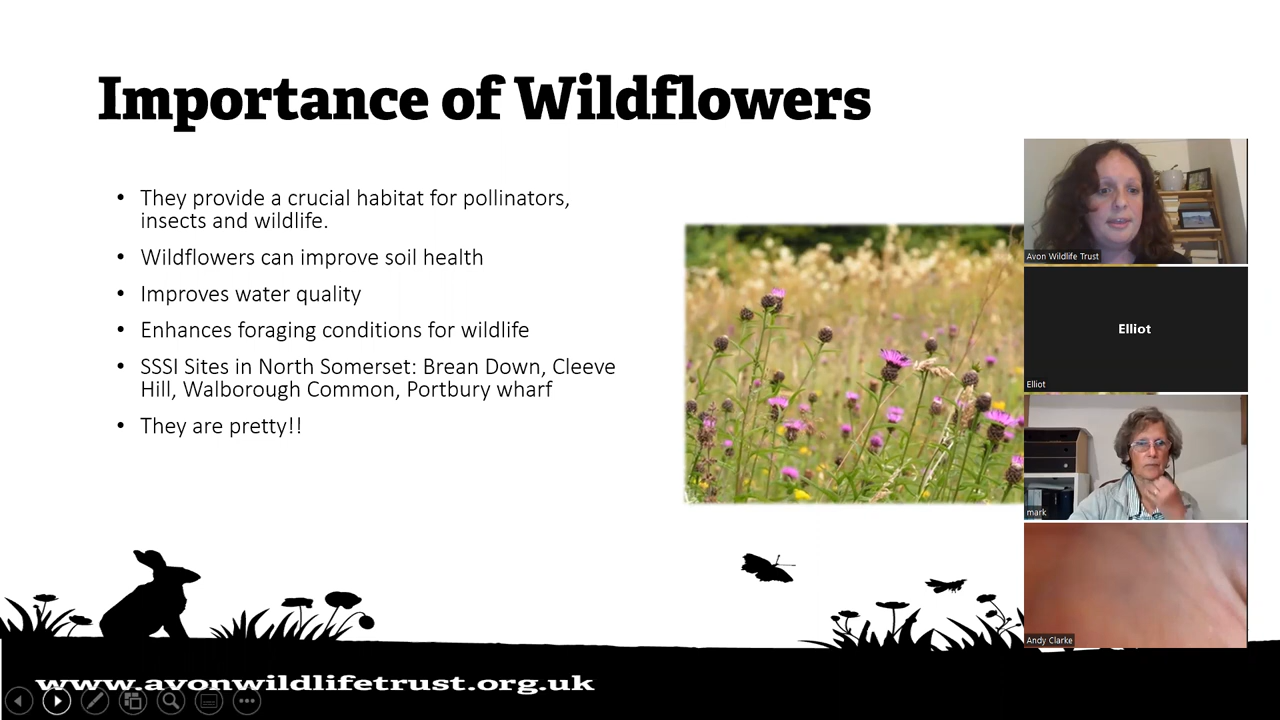 Importance of Wildflowers
• They provide a crucial habitat for pollinators,
insects and wildlife.
• Wildflowers can improve soil health
• Improves water quality
• Enhances foraging conditions for wildlife
• SSSI Sites in North Somerset: Brean Down, Cleeve
Hill, Walborough Common, Portbury wharf
• They are pretty!!
Avon Wildlife Trust
Elliot
Elliot
mark
Andy Clarke
www.avonwildlifetrust.org.uk